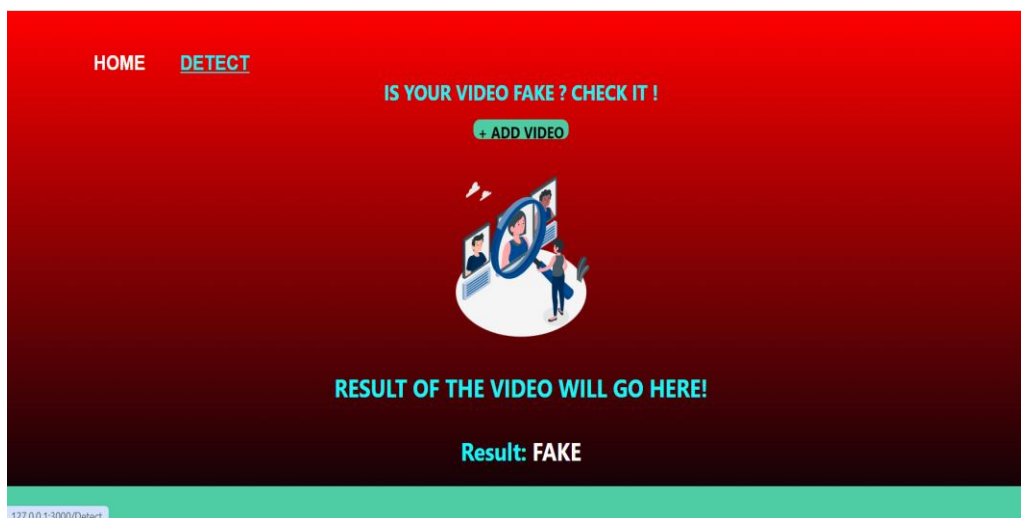 HOME DETECT
IS YOUR VIDEO FAKE ? CHECK IT !
+ ADD VIDEO
RESULT OF THE VIDEO WILL GO HERE!
Result: FAKE
127.0.0.1:3000/Detect